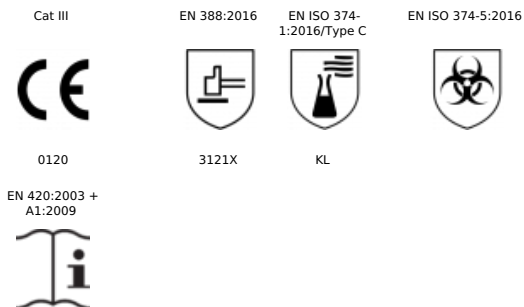 Cat III
EN 388:2016
EN ISO 374-
1:2016/Type C
EN ISO 374-5:2016
CE
0120
3121X
KL
EN 420:2003 +
A1:2009
i